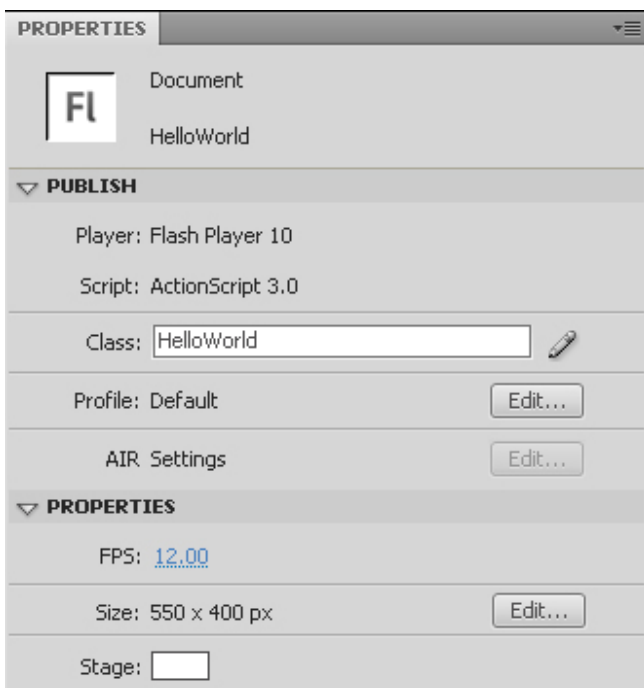 PROPERTIES
Fl
Document
HelloWorld
PUBLISH
Player: Flash Player 10
Script: ActionScript 3.0
Class: HelloWorld
Profile: Default Edit...
AIR Settings Edit...
PROPERTIES
FPS: 12.00
Size: 550 x 400 px Edit...
Stage: